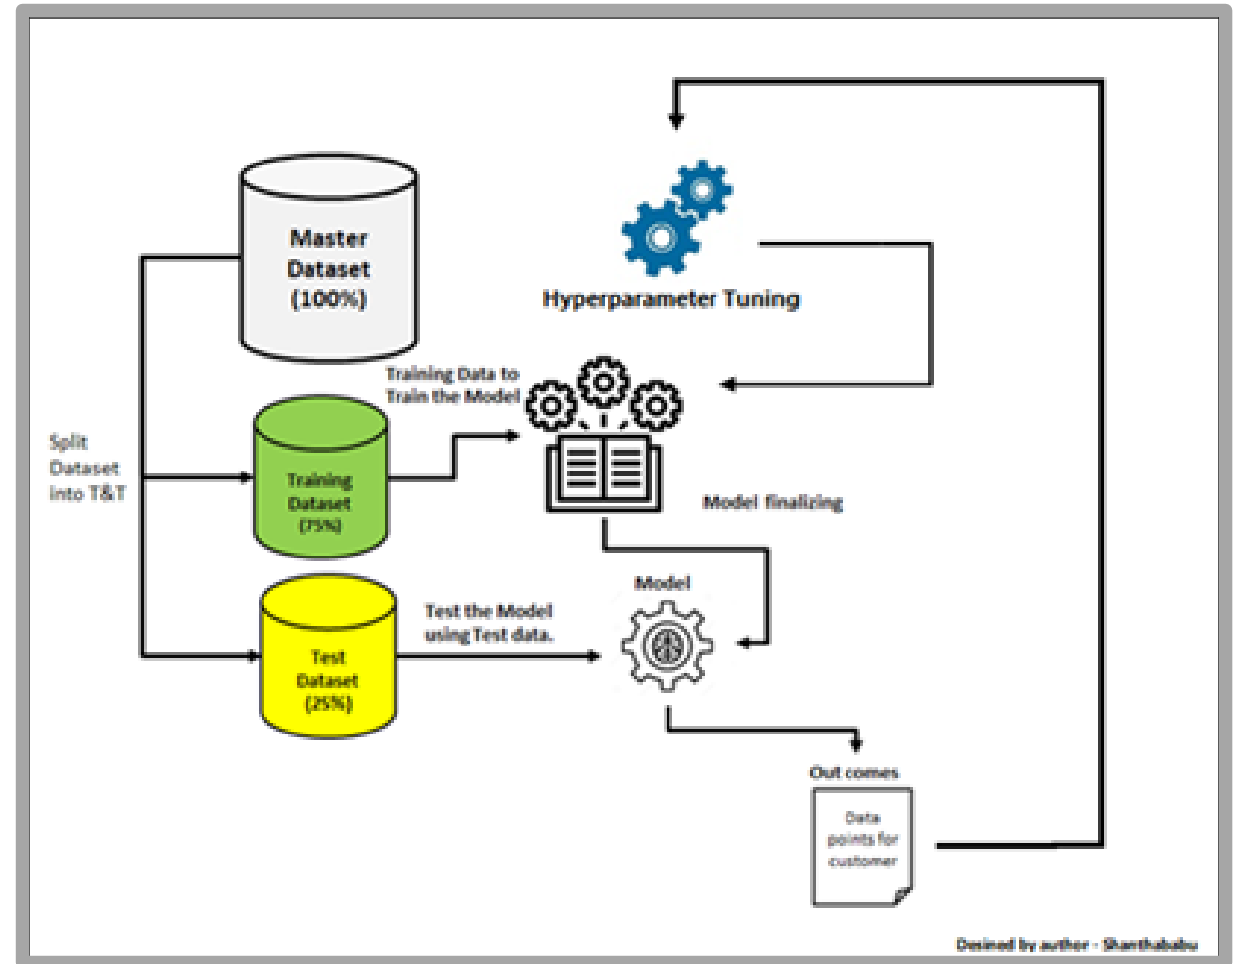 Master
Dataset
(100%)
Hyperparameter Tuning
Training Data to
Train the Model
Split
Dataset
into T&T
Training
Dataset
(75%)
Model finalizing
Model
Test the Model
using Test data.
Test
Dataset
(25%)
Out comes
Data
points for
customer
Desined by author - Shanthababu